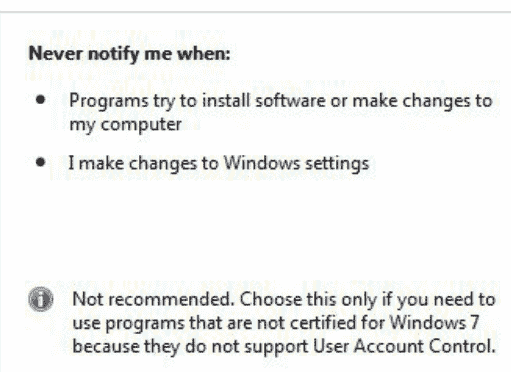 Never notify me when:
• Programs try to install software or make changes to
my computer
• I make changes to Windows settings
Not recommended. Choose this only if you need to
use programs that are not certified for Windows 7
because they do not support User Account Control.